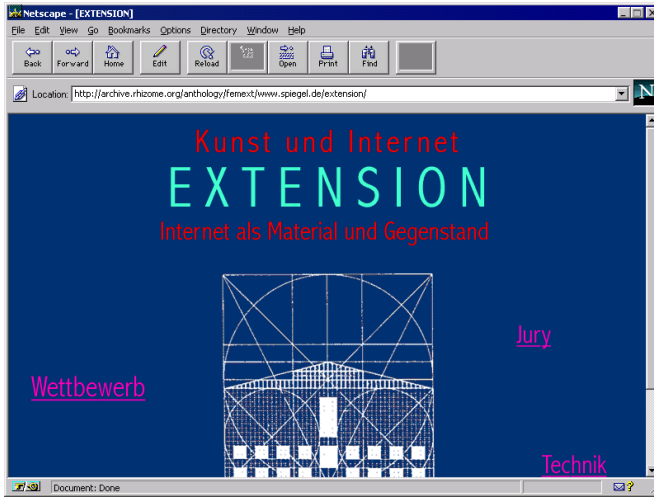 Netscape - [EXTENSION]
File Edit View Go Bookmarks Options Directory Window Help
Back Forward Home Edit Reload Open Print Find
Location: http://archive.rhizome.org/anthology/femext/www.spiegel.de/extension/
N
Kunst und Internet
EXTENSION
Internet als Material und Gegenstand
Jury
Wettbewerb
Technik
Document: Done